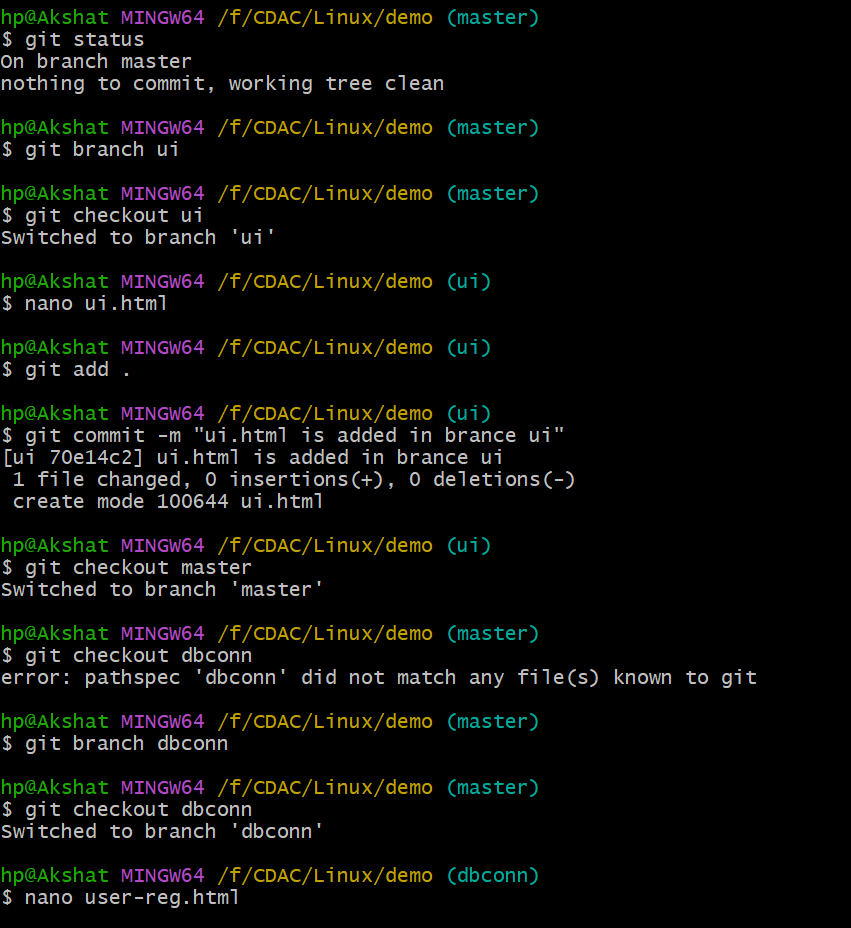 hp@Akshat MINGW64 /f/CDAC/Linux/demo (master)
$ git status
On branch master
nothing to commit, working tree clean
hp@Akshat MINGW64 /f/CDAC/Linux/demo (master)
$ git branch ui
hp@Akshat MINGW64 /f/CDAC/Linux/demo (master)
$ git checkout ui
Switched to branch 'ui'
hp@Akshat MINGW64 /f/CDAC/Linux/demo (ui)
$ nano ui.html
hp@Akshat MINGW64 /f/CDAC/Linux/demo (ui)
$ git add .
hp@Akshat MINGW64 /f/CDAC/Linux/demo (ui)
$ git commit -m "ui.html is added in brance ui"
[ui 70e14c2] ui.html is added in brance ui
 1 file changed, 0 insertions(+), 0 deletions(-)
 create mode 100644 ui.html
hp@Akshat MINGW64 /f/CDAC/Linux/demo (ui)
$ git checkout master
Switched to branch 'master'
hp@Akshat MINGW64 /f/CDAC/Linux/demo (master)
$ git checkout dbconn
error: pathspec 'dbconn' did not match any file(s) known to git
hp@Akshat MINGW64 /f/CDAC/Linux/demo (master)
$ git branch dbconn
hp@Akshat MINGW64 /f/CDAC/Linux/demo (master)
$ git checkout dbconn
Switched to branch 'dbconn'
hp@Akshat MINGW64 /f/CDAC/Linux/demo (dbconn)
$ nano user-reg.html